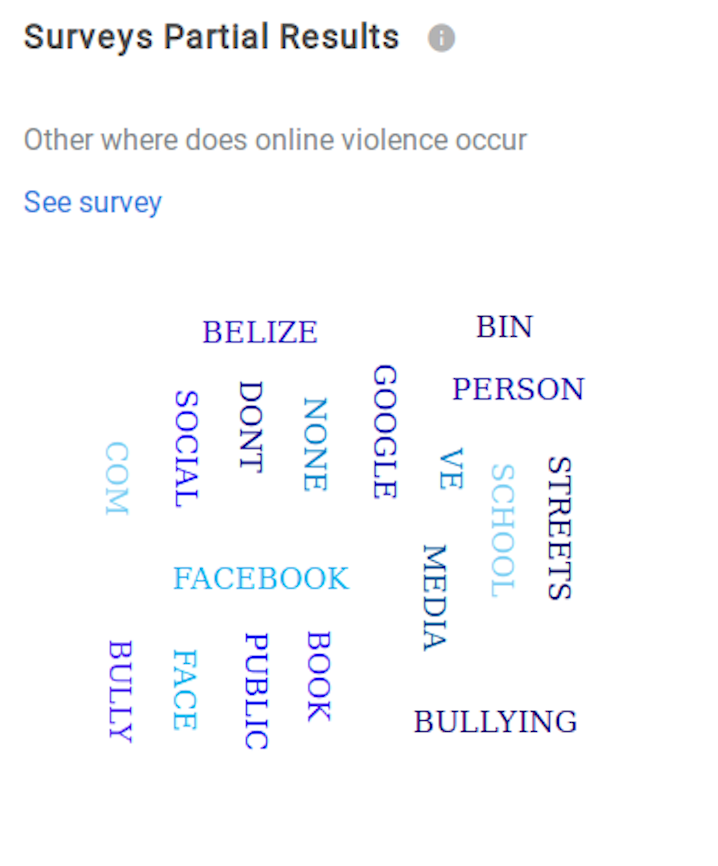 Surveys Partial Results
Other where does online violence occur
See survey
BELIZE
BIN
PERSON
COM
SOCIAL
DONT
NONE
GOOGLE
VE
SCHOOL
STREETS
MEDIA
FACEBOOK
BULLY
FACE
PUBLIC
BOOK
BULLYING